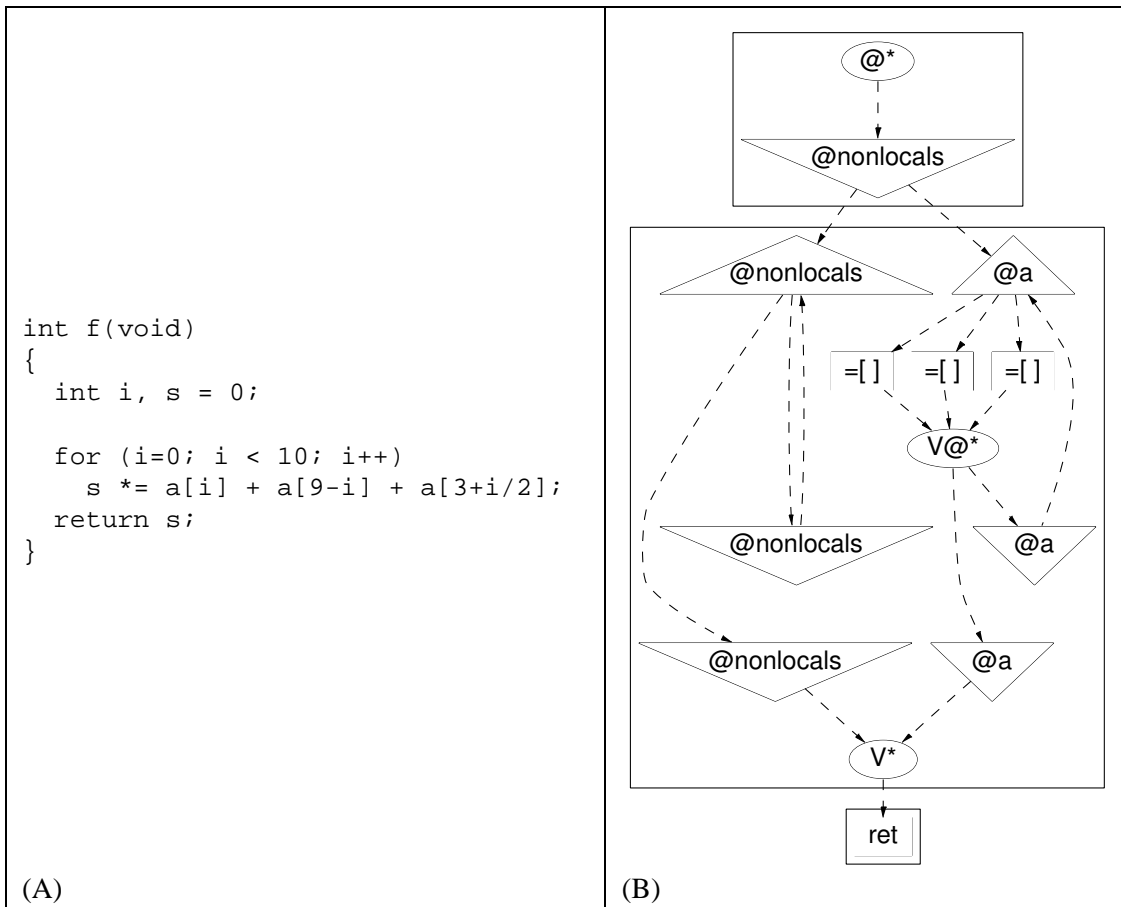 int f(void)
{
int i, s = 0;
for (i=0; i < 10; i++)
s *= a[i] + a[9-i] + a[3+i/2];
return s;
}
(A)
@*
@nonlocals
@nonlocals @a
=[ ] =[ ] =[ ]
V@*
@nonlocals @a
@nonlocals @a
V*
ret
(B)